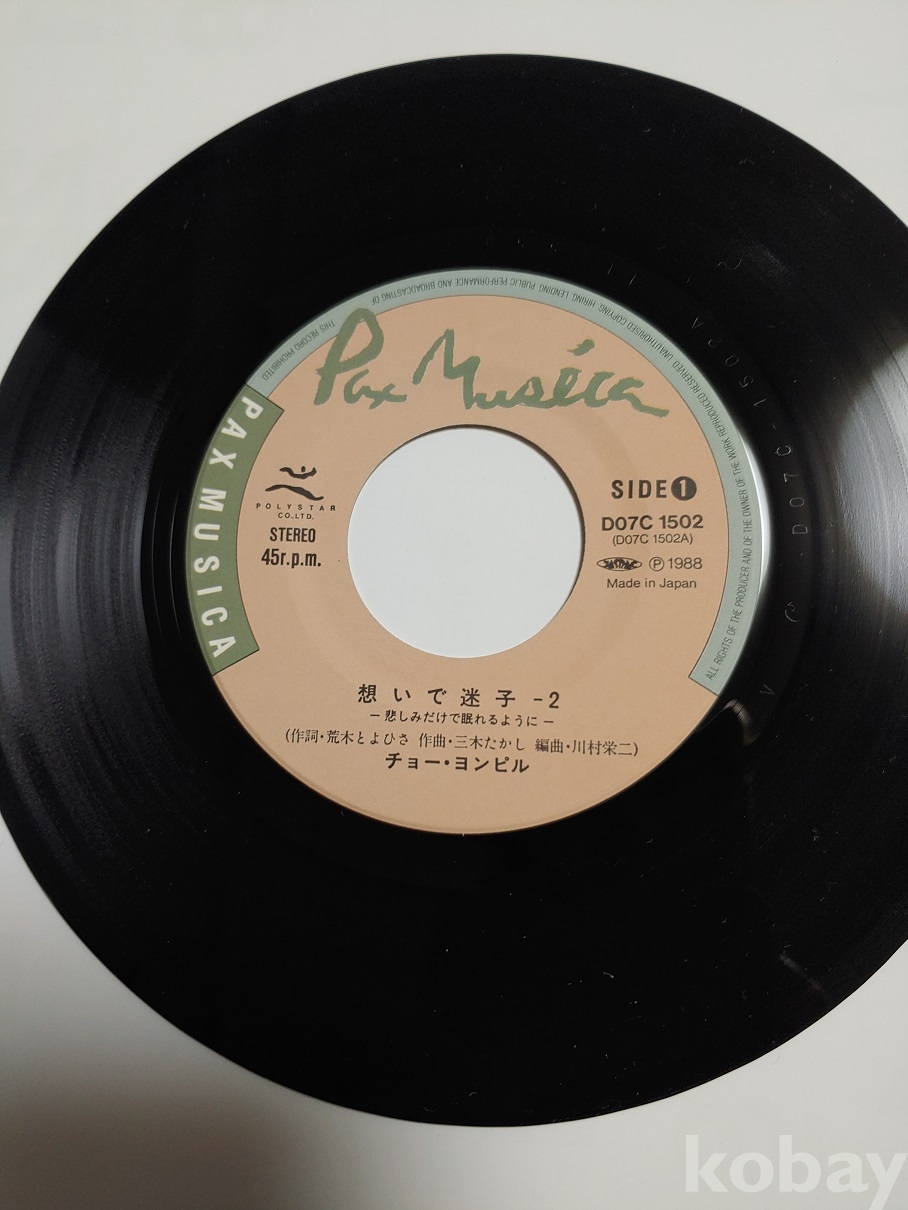 Pax Musica
THIS RECORD PROHIBITED
ALL RIGHTS OF THE PRODUCER AND OF THE OWNER OF THE WORK REPRODUCED RESERVED UNAUTHORISED COPYING HIRING LENDING PUBLIC PERFORMANCE AND BROADCASTING OF
PAX MUSICA
POLYSTAR
CO.,LTD.
STEREO
45r.p.m.
SIDE 1
D07C 1502
(D07C 1502A)
JASRAC Ⓟ 1988
Made in Japan
想いで迷子 -2
— 悲しみだけで眠れるように —
(作詞・荒木とよひさ 作曲・三木たかし 編曲・川村栄二)
チョー・ヨンピル
D07C-1502A
kobay